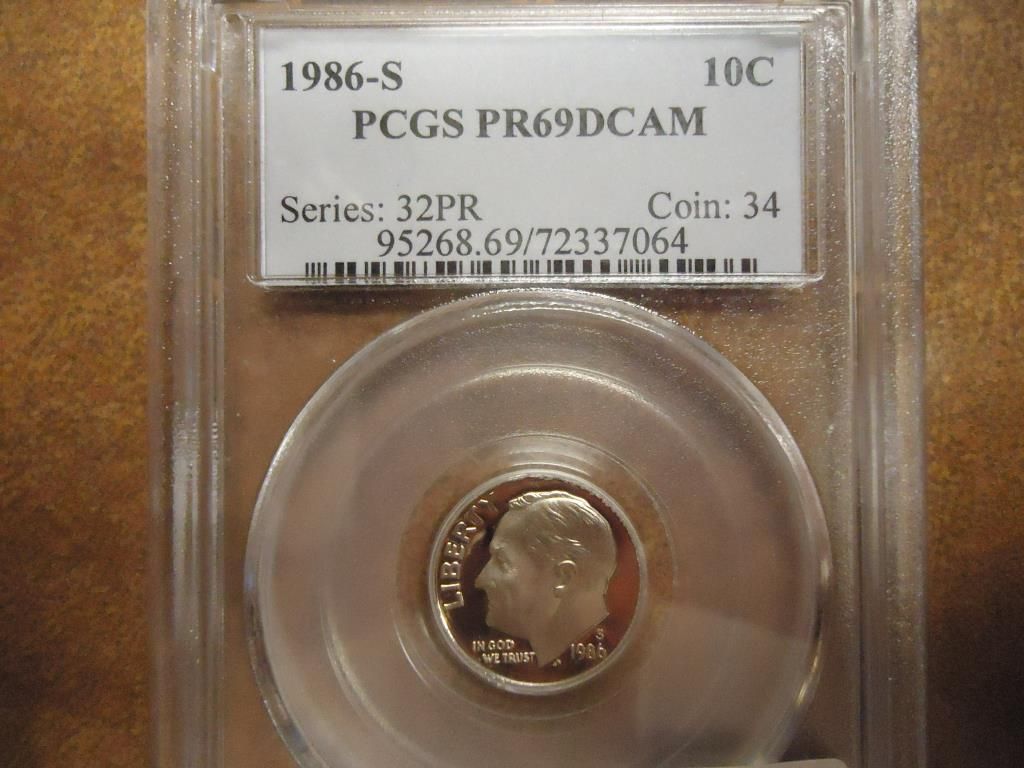 1986-S 10C
PCGS PR69DCAM
Series: 32PR Coin: 34
95268.69/72337064
LIBERTY
IN GOD
WE TRUST
S
1986